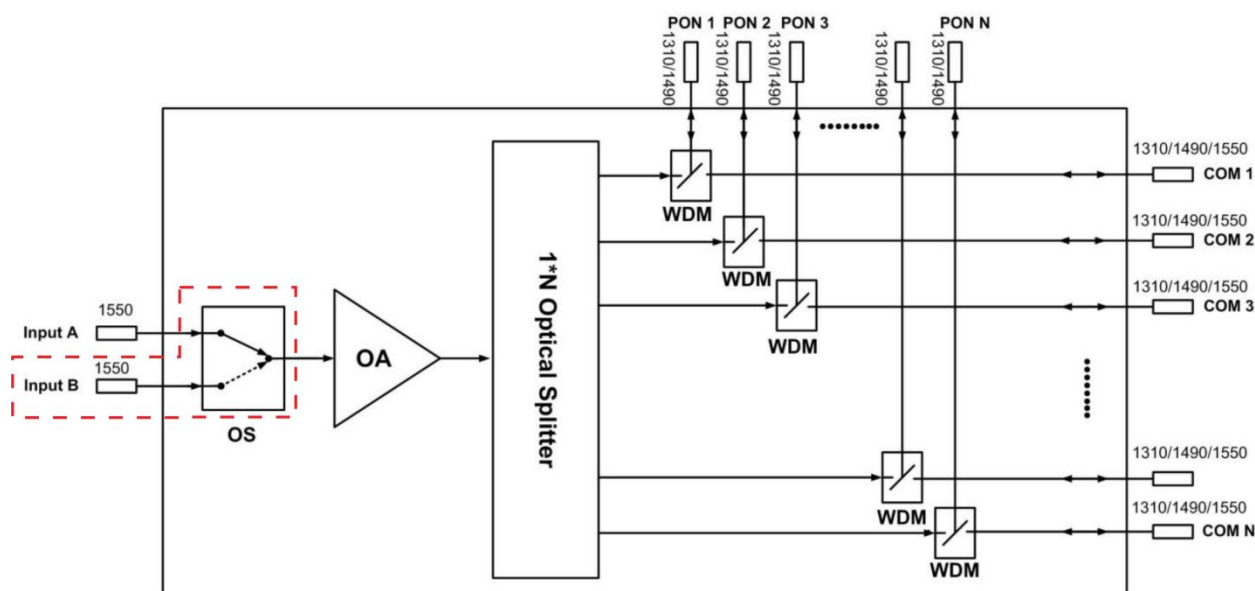 PON 1 PON 2 PON 3 PON N
1310/1490 1310/1490 1310/1490 1310/1490 1310/1490
1310/1490/1550
COM 1
WDM
1310/1490/1550
COM 2
WDM
1310/1490/1550
COM 3
WDM
1550
Input A
1550
Input B
OS
OA
1*N Optical Splitter
1310/1490/1550
WDM
1310/1490/1550
COM N
WDM